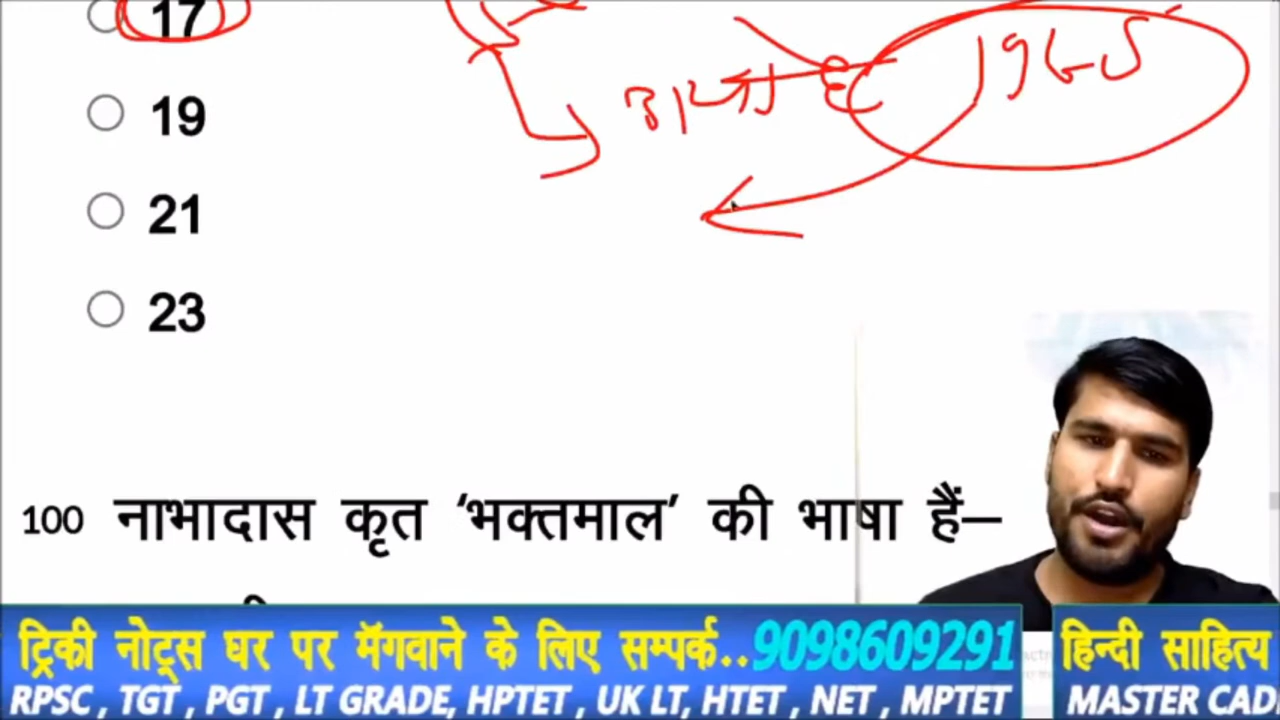 17
1965
19
21
23
100 नाभादास कृत ‘भक्तमाल’ की भाषा हैं–
ट्रिकी नोट्स घर पर मँगवाने के लिए सम्पर्क..9098609291
हिन्दी साहित्य
RPSC , TGT , PGT , LT GRADE, HPTET , UK LT, HTET , NET , MPTET
MASTER CAD